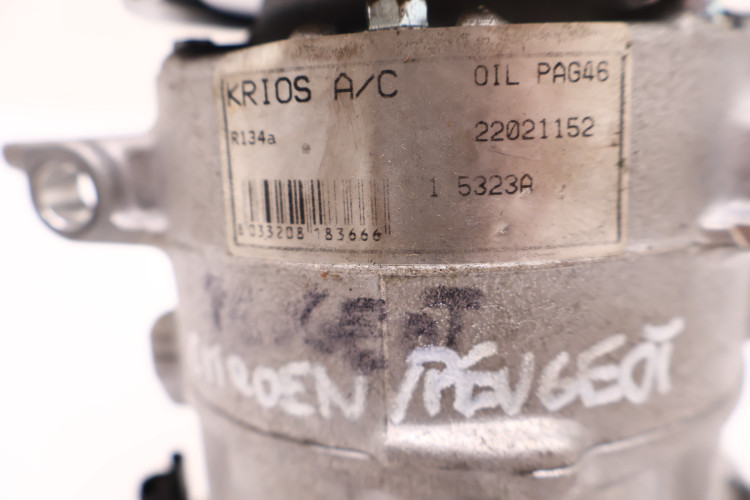 KRIOS A/C OIL PAG46
R134a 22021152
1 5323A
8033208183666
CITROEN/PEUGEOT